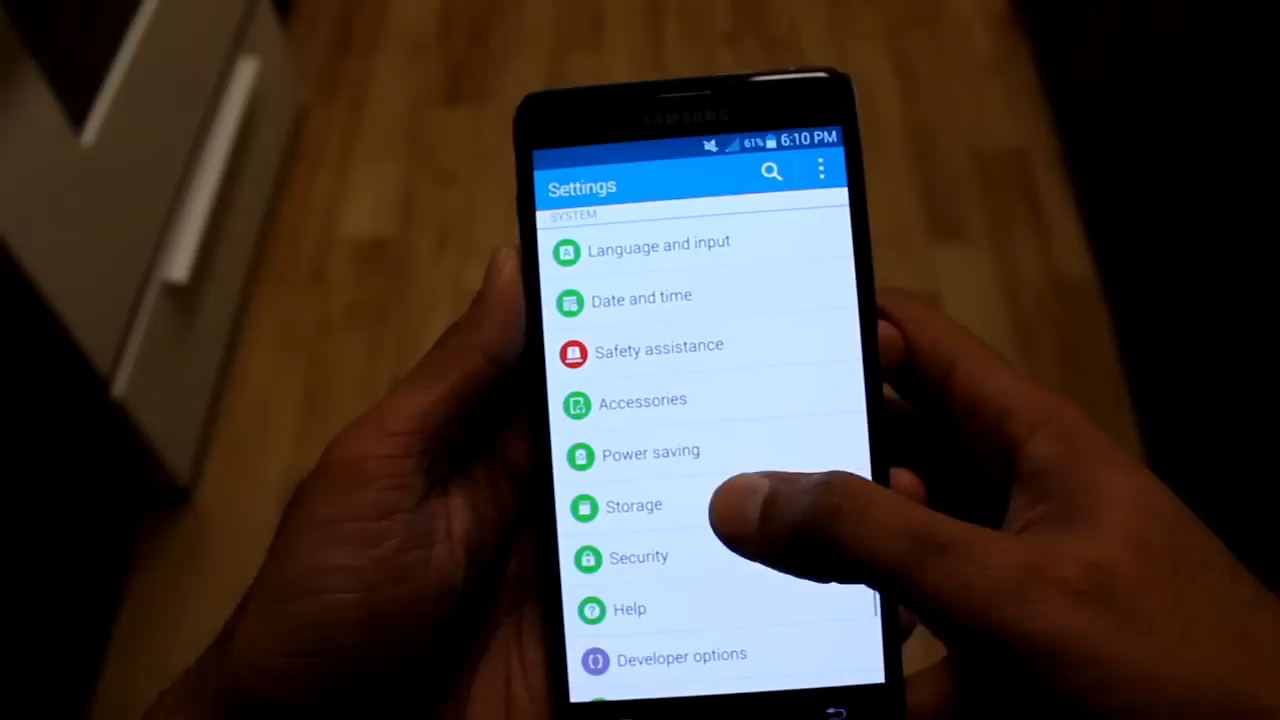 SAMSUNG
61% 6:10 PM
Settings
SYSTEM
A Language and input
Date and time
Safety assistance
Accessories
Power saving
Storage
Security
? Help
Developer options